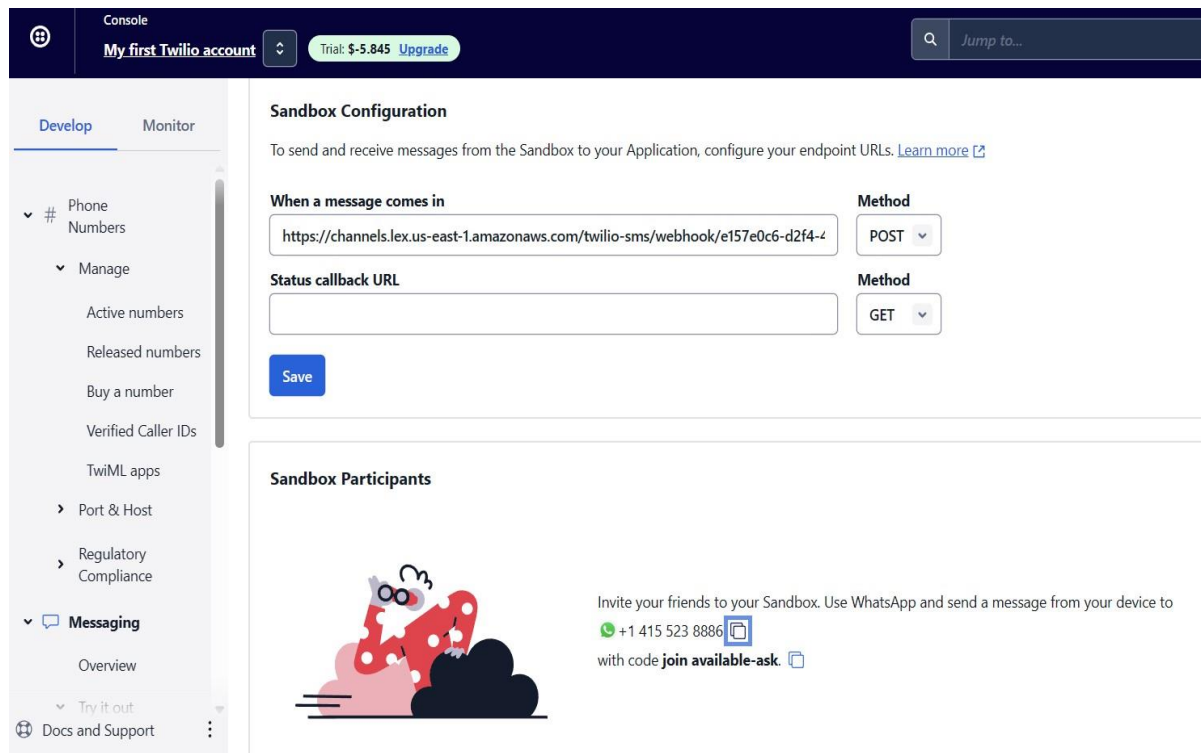 Console
My first Twilio account
Trial: $-5.845 Upgrade
Jump to...
Develop
Monitor
# Phone Numbers
Manage
Active numbers
Released numbers
Buy a number
Verified Caller IDs
TwiML apps
Port & Host
Regulatory Compliance
Messaging
Overview
Try it out
Docs and Support
Sandbox Configuration
To send and receive messages from the Sandbox to your Application, configure your endpoint URLs. Learn more
When a message comes in
Method
https://channels.lex.us-east-1.amazonaws.com/twilio-sms/webhook/e157e0c6-d2f4-4
POST
Status callback URL
Method
GET
Save
Sandbox Participants
Invite your friends to your Sandbox. Use WhatsApp and send a message from your device to
+1 415 523 8886
with code join available-ask.